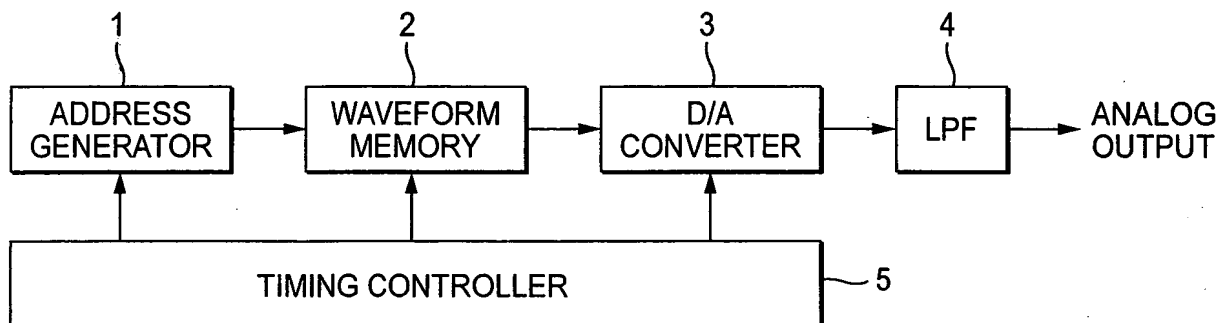 1
2
3
4
ADDRESS
GENERATOR
WAVEFORM
MEMORY
D/A
CONVERTER
LPF
ANALOG
OUTPUT
TIMING CONTROLLER
5